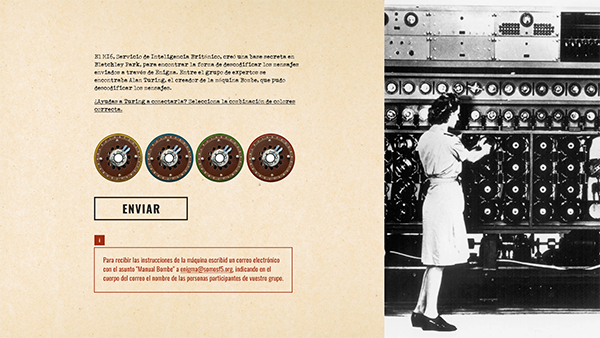 El MI6, Servicio de Inteligencia Británico, creó una base secreta en
Bletchley Park, para encontrar la forma de descodificar los mensajes
enviados a través de Enigma. Entre el grupo de expertos se
encontraba Alan Turing, el creador de la máquina Bombe, que pudo
descodificar los mensajes.
¿Ayudas a Turing a conectarla? Selecciona la combinación de colores
correcta.
ENVIAR
i
Para recibir las instrucciones de la máquina escribid un correo electrónico
con el asunto "Manual Bombe" a enigma@somosf5.org, indicando en el
cuerpo del correo el nombre de las personas participantes de vuestro grupo.